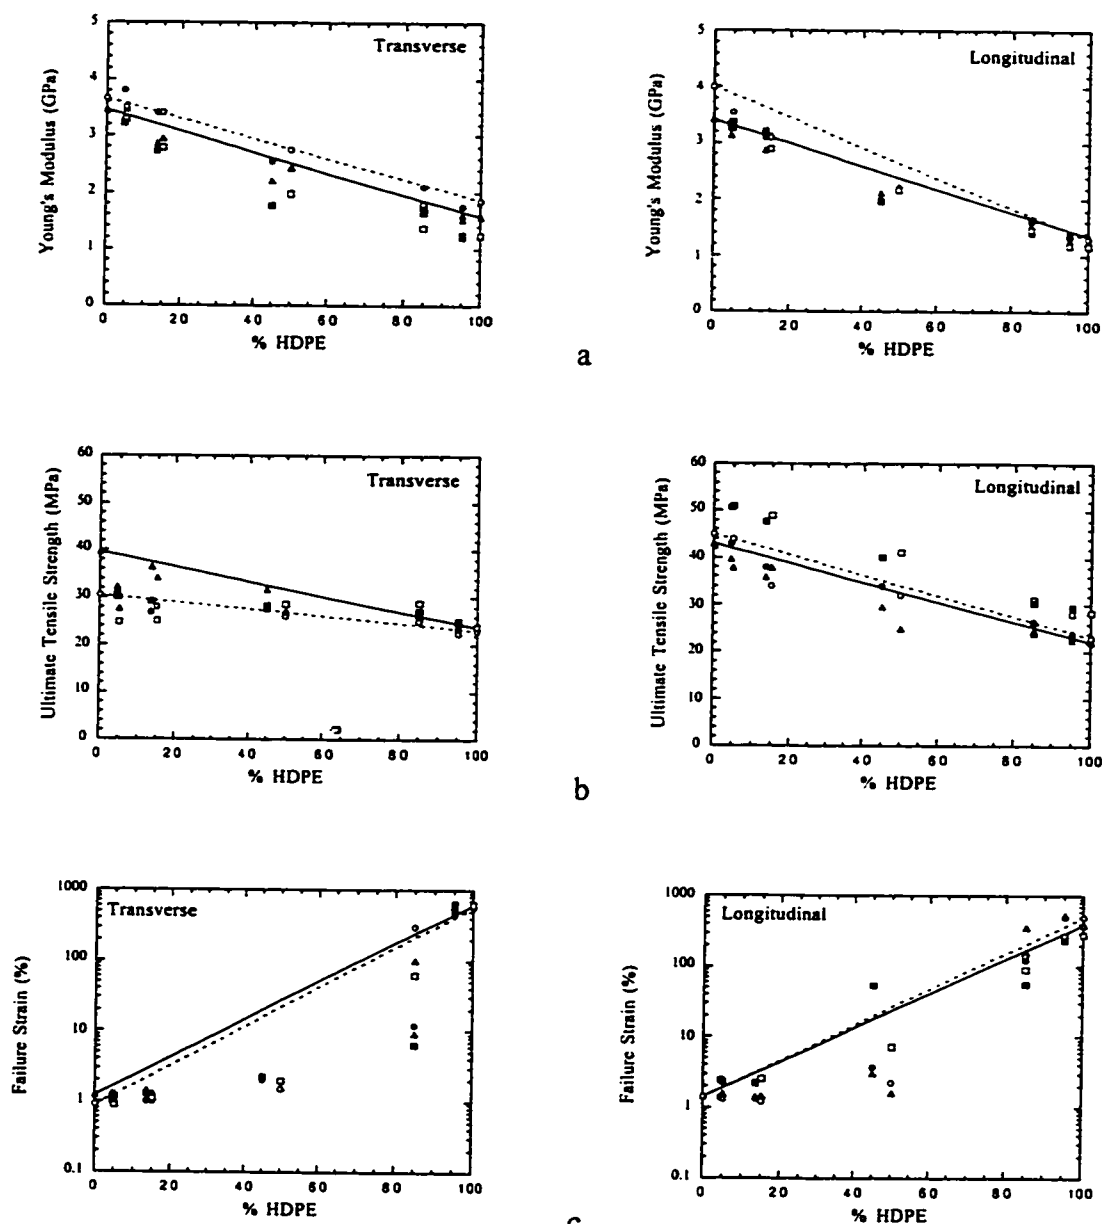 5
4
3
2
1
0
Young's Modulus (GPa)
Transverse
0 20 40 60 80 100
% HDPE
5
4
3
2
1
0
Young's Modulus (GPa)
Longitudinal
0 20 40 60 80 100
% HDPE
a
60
50
40
30
20
10
0
Ultimate Tensile Strength (MPa)
Transverse
0 20 40 60 80 100
% HDPE
60
50
40
30
20
10
0
Ultimate Tensile Strength (MPa)
Longitudinal
0 20 40 60 80 100
% HDPE
b
1000
100
10
1
0.1
Failure Strain (%)
Transverse
0 20 40 60 80 100
% HDPE
1000
100
10
1
0.1
Failure Strain (%)
Longitudinal
0 20 40 60 80 100
% HDPE